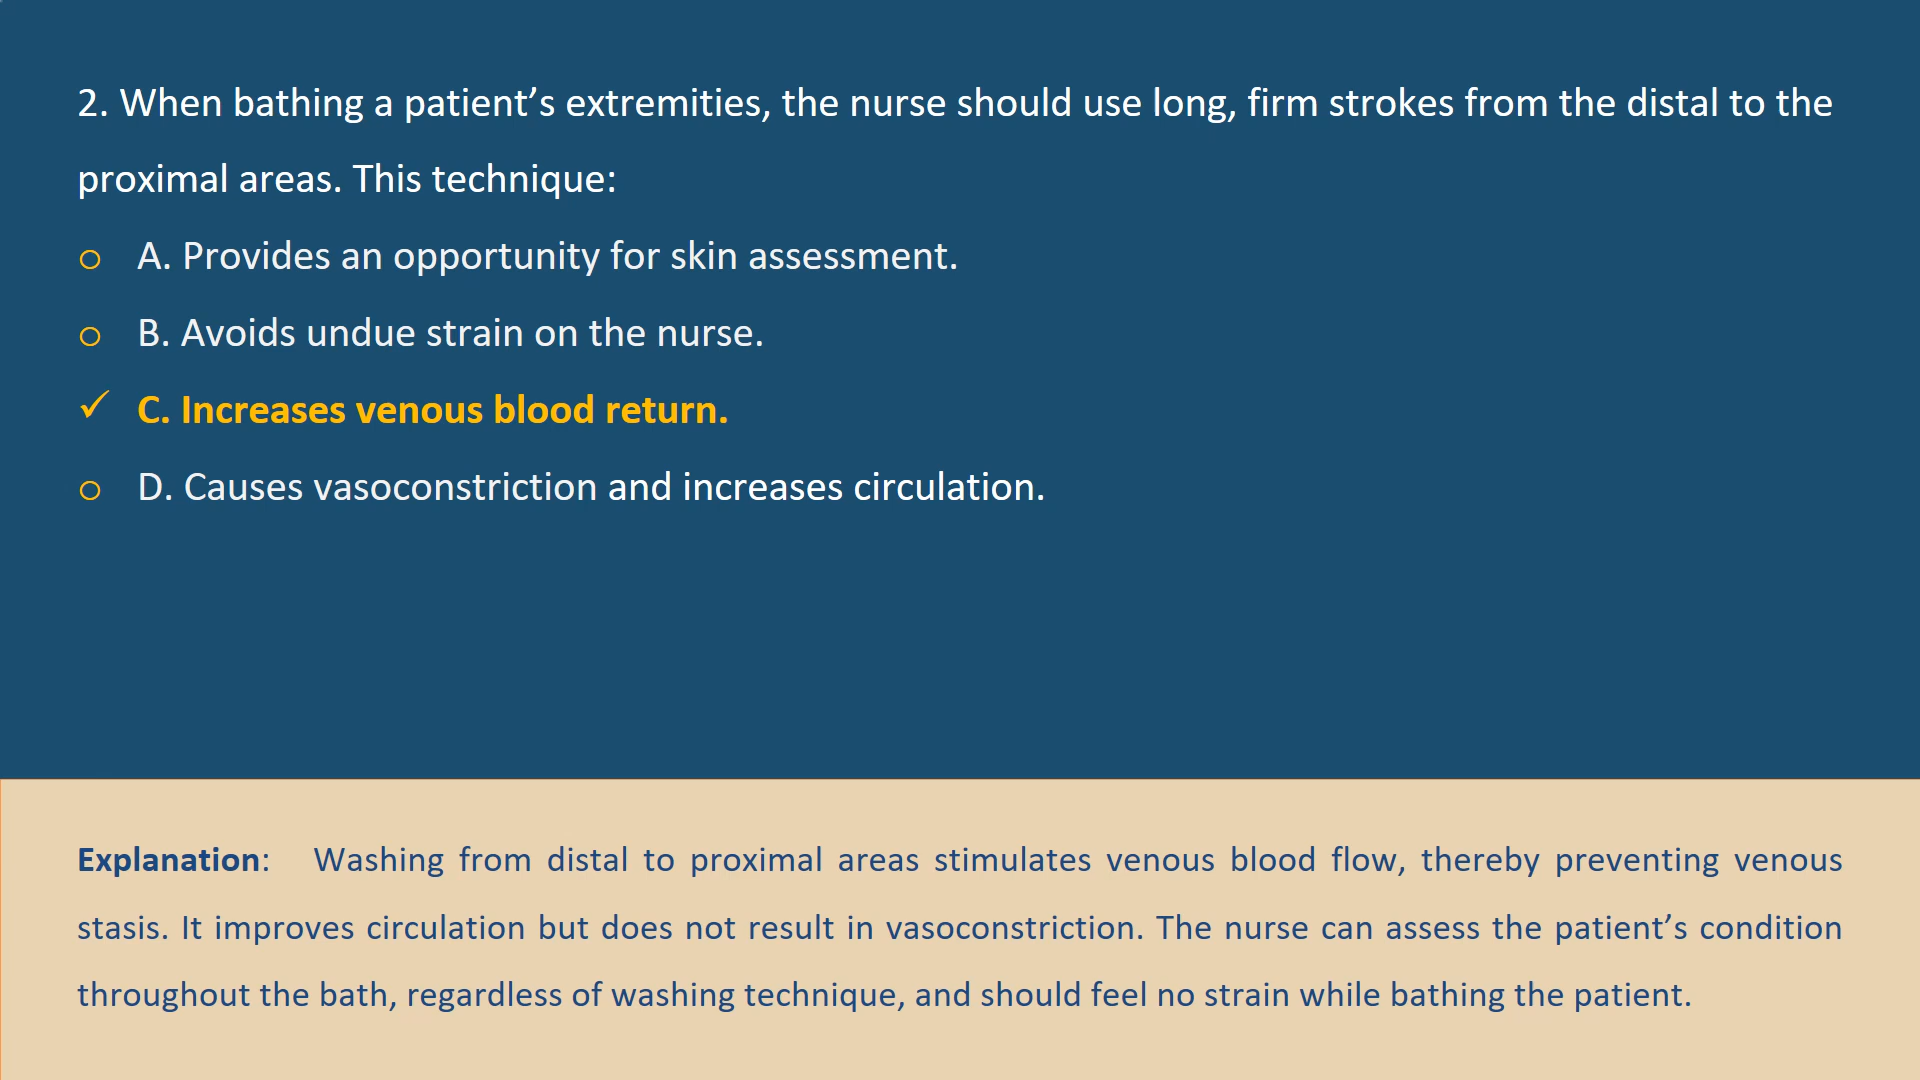 2. When bathing a patient’s extremities, the nurse should use long, firm strokes from the distal to the
proximal areas. This technique:
A. Provides an opportunity for skin assessment.
B. Avoids undue strain on the nurse.
C. Increases venous blood return.
D. Causes vasoconstriction and increases circulation.
Explanation: Washing from distal to proximal areas stimulates venous blood flow, thereby preventing venous
stasis. It improves circulation but does not result in vasoconstriction. The nurse can assess the patient’s condition
throughout the bath, regardless of washing technique, and should feel no strain while bathing the patient.